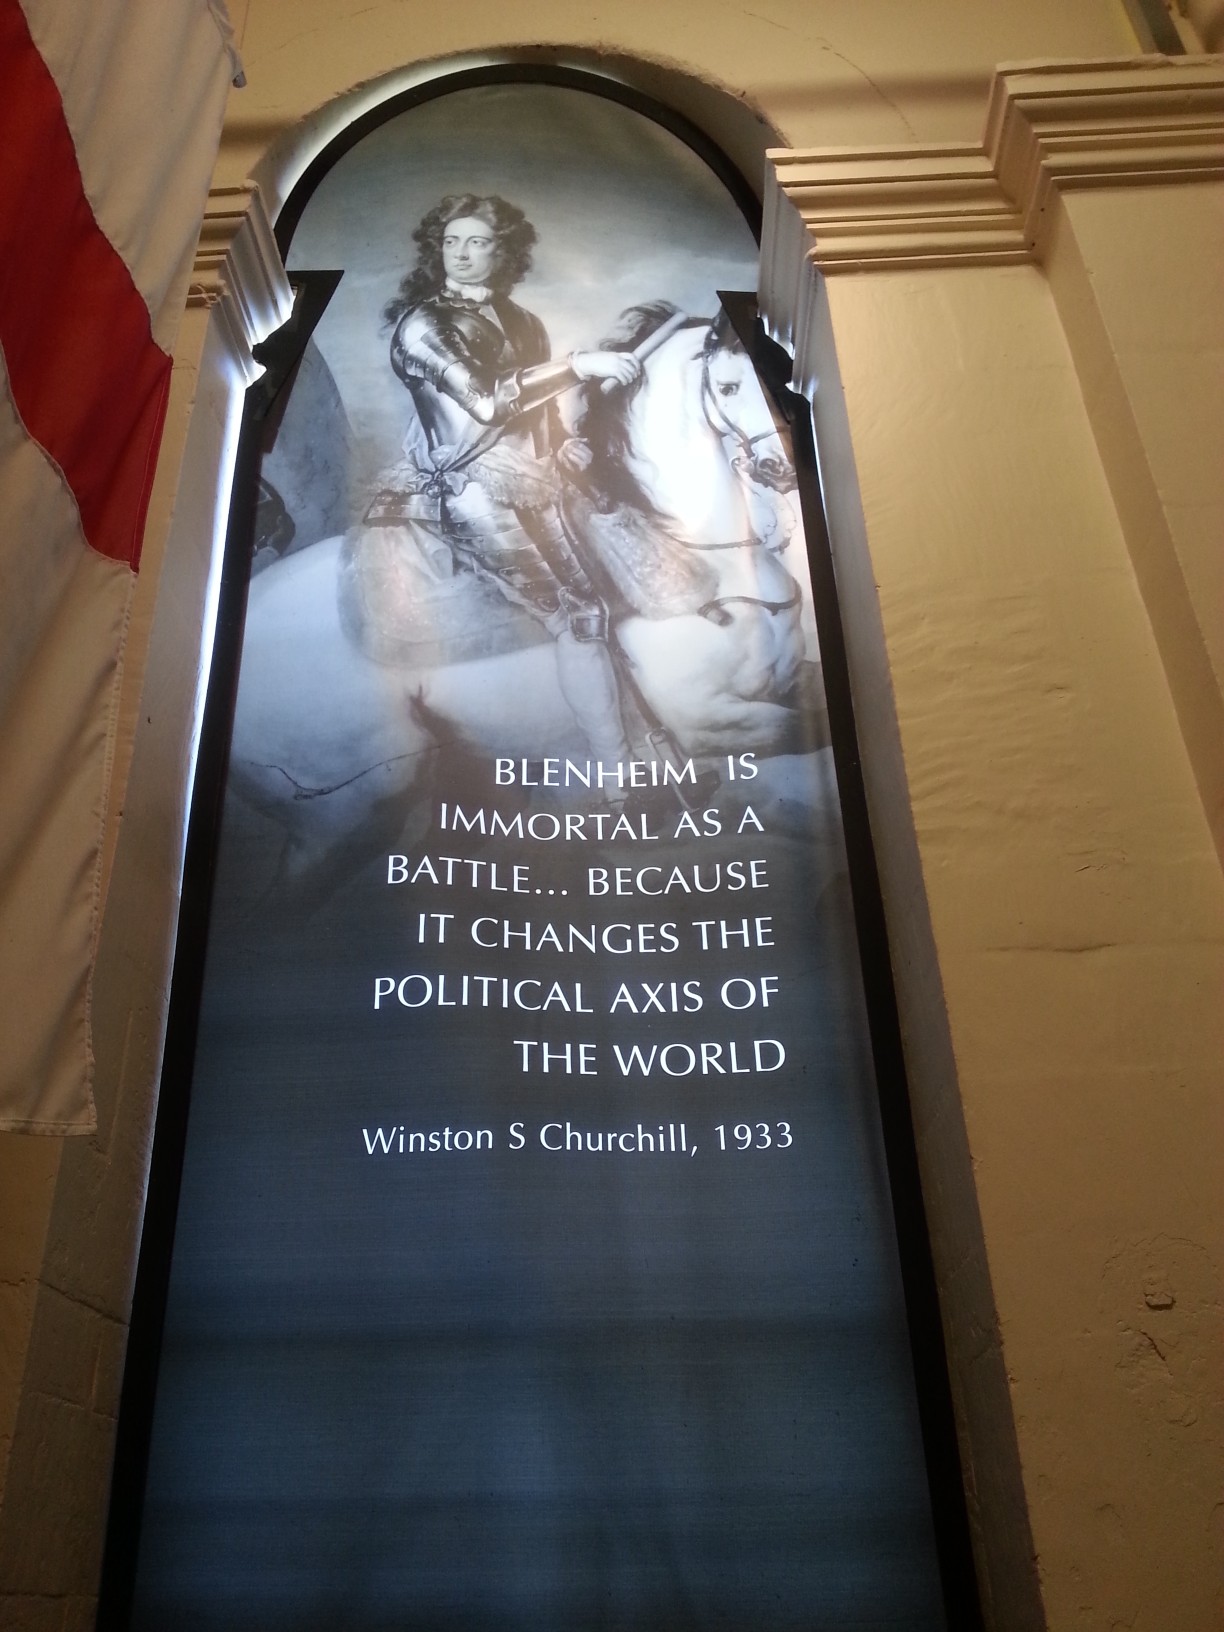 BLENHEIM IS
IMMORTAL AS A
BATTLE... BECAUSE
IT CHANGES THE
POLITICAL AXIS OF
THE WORLD
Winston S Churchill, 1933